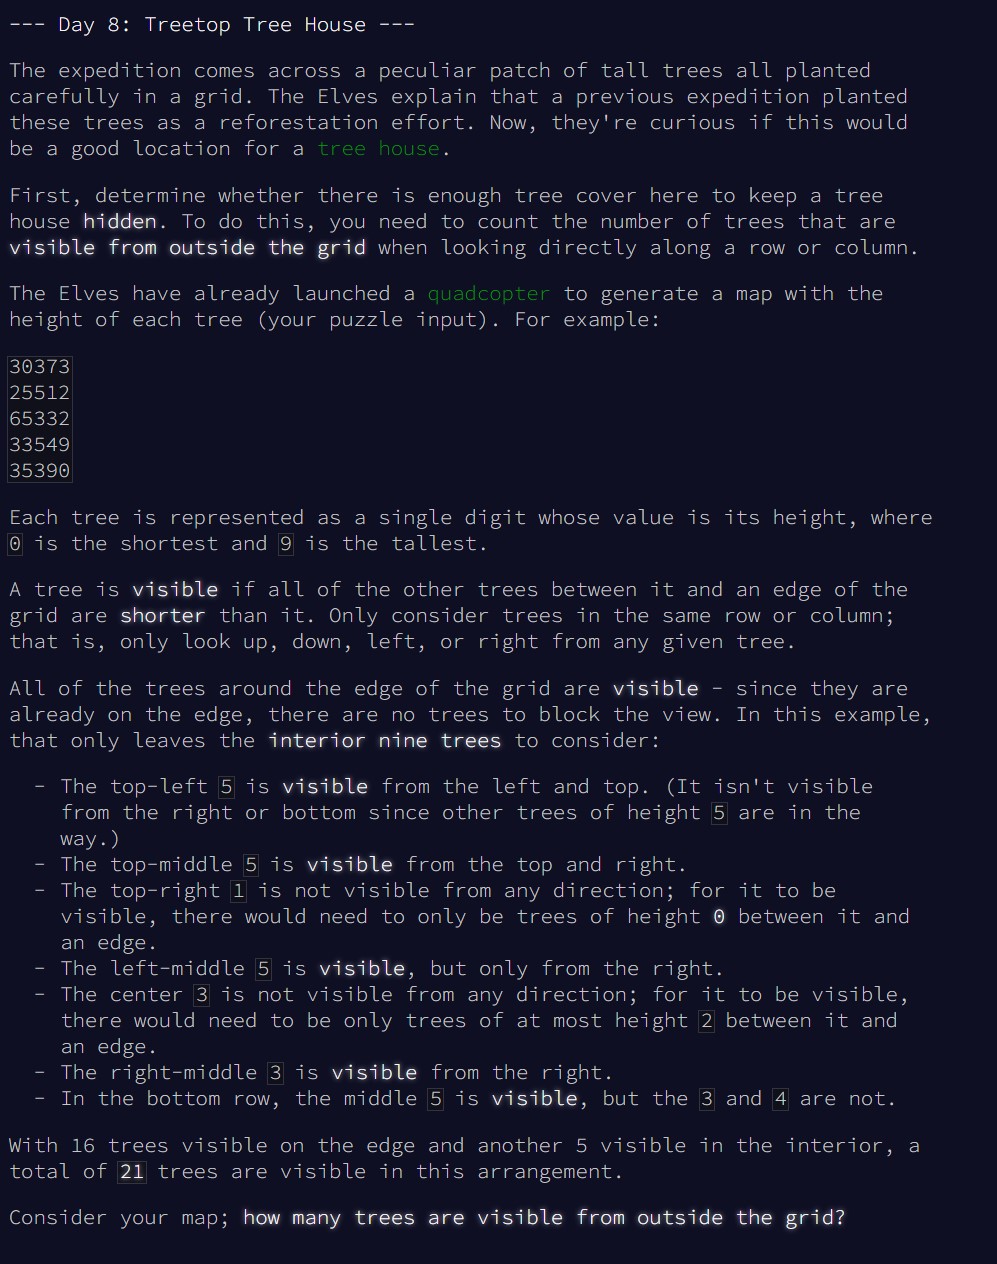 --- Day 8: Treetop Tree House ---
The expedition comes across a peculiar patch of tall trees all planted
carefully in a grid. The Elves explain that a previous expedition planted
these trees as a reforestation effort. Now, they're curious if this would
be a good location for a tree house.
First, determine whether there is enough tree cover here to keep a tree
house hidden. To do this, you need to count the number of trees that are
visible from outside the grid when looking directly along a row or column.
The Elves have already launched a quadcopter to generate a map with the
height of each tree (your puzzle input). For example:
30373
25512
65332
33549
35390
Each tree is represented as a single digit whose value is its height, where
0 is the shortest and 9 is the tallest.
A tree is visible if all of the other trees between it and an edge of the
grid are shorter than it. Only consider trees in the same row or column;
that is, only look up, down, left, or right from any given tree.
All of the trees around the edge of the grid are visible - since they are
already on the edge, there are no trees to block the view. In this example,
that only leaves the interior nine trees to consider:
- The top-left 5 is visible from the left and top. (It isn't visible
from the right or bottom since other trees of height 5 are in the
way.)
- The top-middle 5 is visible from the top and right.
- The top-right 1 is not visible from any direction; for it to be
visible, there would need to only be trees of height 0 between it and
an edge.
- The left-middle 5 is visible, but only from the right.
- The center 3 is not visible from any direction; for it to be visible,
there would need to be only trees of at most height 2 between it and
an edge.
- The right-middle 3 is visible from the right.
- In the bottom row, the middle 5 is visible, but the 3 and 4 are not.
With 16 trees visible on the edge and another 5 visible in the interior, a
total of 21 trees are visible in this arrangement.
Consider your map; how many trees are visible from outside the grid?